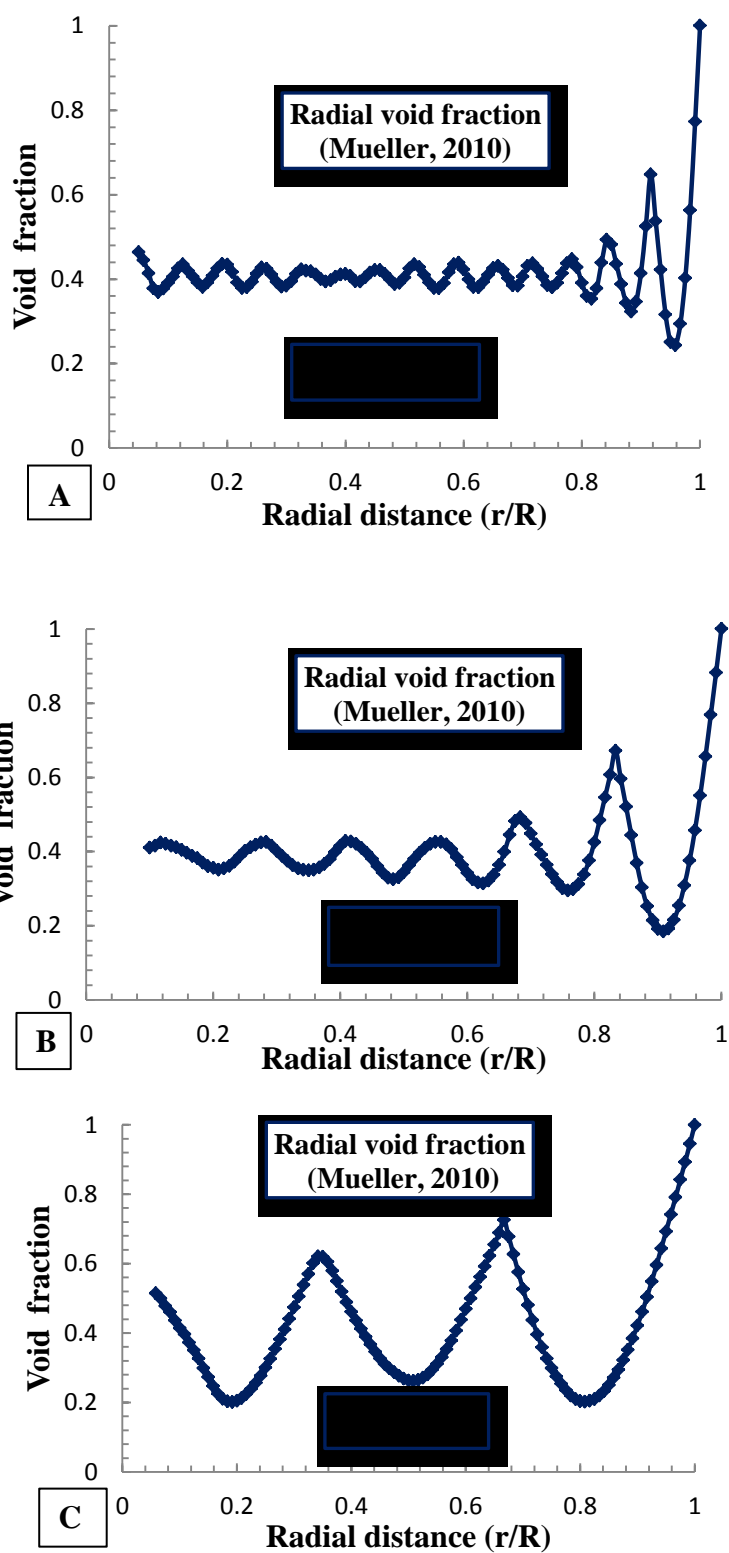 1
Radial void fraction
(Mueller, 2010)
0.8
0.6
0.4
0.2
0
Void fraction
A
0 0.2 0.4 0.6 0.8 1
Radial distance (r/R)
1
Radial void fraction
(Mueller, 2010)
0.8
0.6
0.4
0.2
0
Void fraction
B
0 0.2 0.4 0.6 0.8 1
Radial distance (r/R)
1
Radial void fraction
(Mueller, 2010)
0.8
0.6
0.4
0.2
0
Void fraction
C
0 0.2 0.4 0.6 0.8 1
Radial distance (r/R)